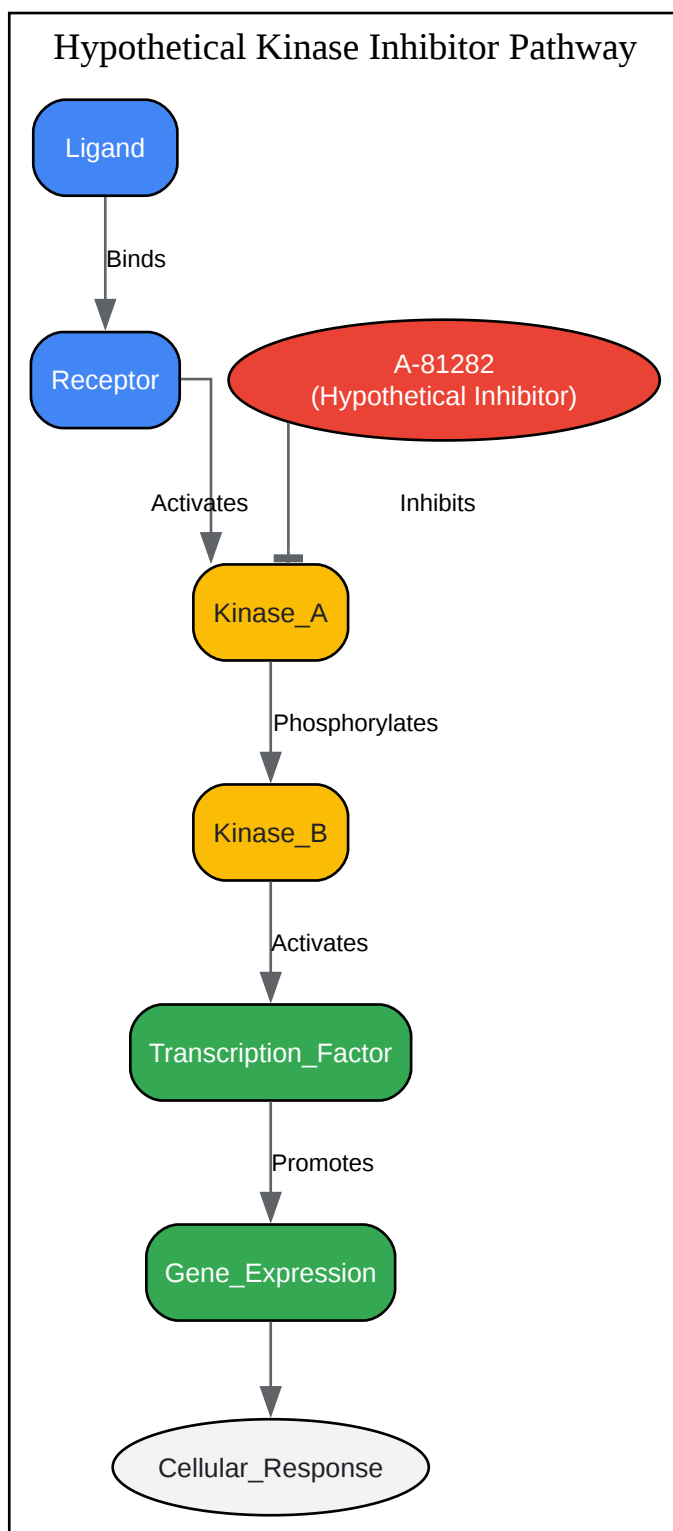 Hypothetical Kinase Inhibitor Pathway
Ligand
Binds
Receptor
A-81282
(Hypothetical Inhibitor)
Activates
Inhibits
Kinase_A
Phosphorylates
Kinase_B
Activates
Transcription_Factor
Promotes
Gene_Expression
Cellular_Response